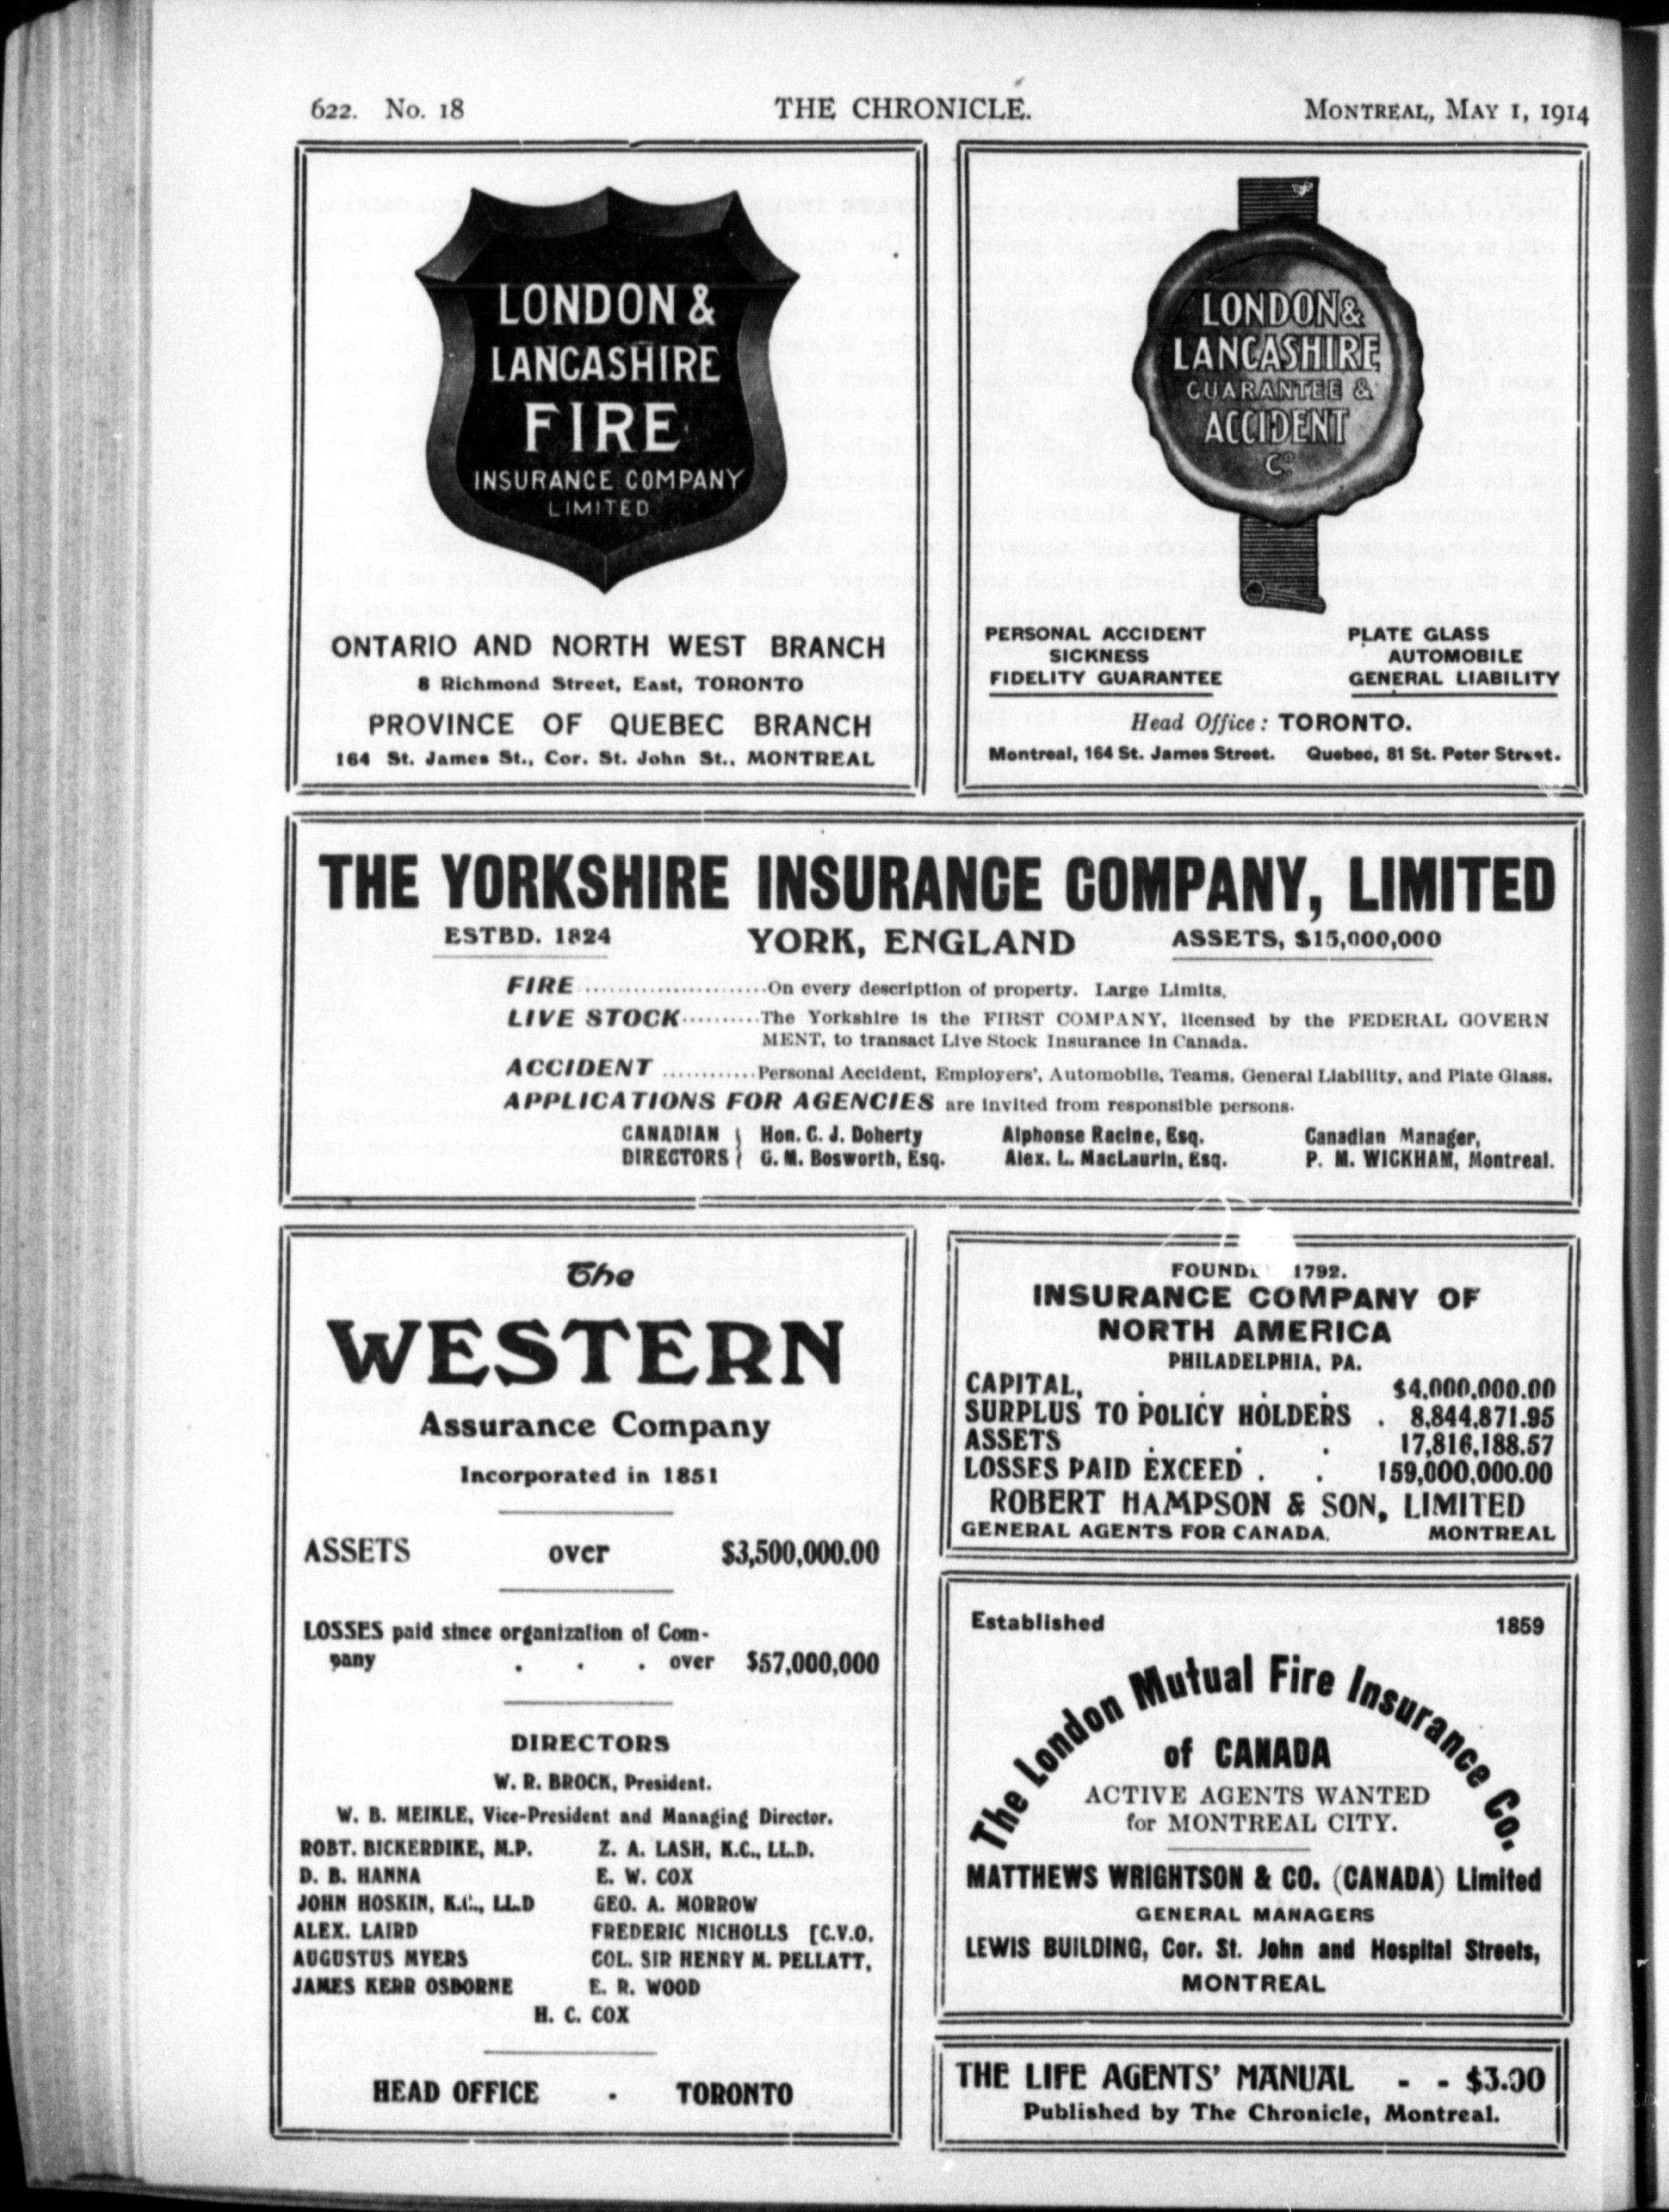 622. No. 18 THE CHRONICLE. MONTREAL, MAY 1, 1914
LONDON &
LANCASHIRE
FIRE
INSURANCE COMPANY
LIMITED
ONTARIO AND NORTH WEST BRANCH
8 Richmond Street, East, TORONTO
PROVINCE OF QUEBEC BRANCH
164 St. James St., Cor. St. John St., MONTREAL
LONDON &
LANCASHIRE
GUARANTEE &
ACCIDENT
Co
PERSONAL ACCIDENT PLATE GLASS
SICKNESS AUTOMOBILE
FIDELITY GUARANTEE GENERAL LIABILITY
Head Office: TORONTO.
Montreal, 164 St. James Street. Quebec, 81 St. Peter Street.
THE YORKSHIRE INSURANCE COMPANY, LIMITED
ESTBD. 1824 YORK, ENGLAND ASSETS, $15,000,000
FIRE ......................On every description of property. Large Limits.
LIVE STOCK..........The Yorkshire is the FIRST COMPANY, licensed by the FEDERAL GOVERN
MENT, to transact Live Stock Insurance in Canada.
ACCIDENT ............Personal Accident, Employers', Automobile, Teams, General Liability, and Plate Glass.
APPLICATIONS FOR AGENCIES are invited from responsible persons.
CANADIAN Hon. C. J. Doherty Alphonse Racine, Esq. Canadian Manager,
DIRECTORS G. M. Bosworth, Esq. Alex. L. MacLaurin, Esq. P. M. WICKHAM, Montreal.
The
WESTERN
Assurance Company
Incorporated in 1851
ASSETS over $3,500,000.00
LOSSES paid since organization of Com-
pany . . . over $57,000,000
DIRECTORS
W. R. BROCK, President.
W. B. MEIKLE, Vice-President and Managing Director.
ROBT. BICKERDIKE, M.P. Z. A. LASH, K.C., LL.D.
D. B. HANNA E. W. COX
JOHN HOSKIN, K.C., LL.D GEO. A. MORROW
ALEX. LAIRD FREDERIC NICHOLLS [C.V.O.
AUGUSTUS MYERS COL. SIR HENRY M. PELLATT,
JAMES KERR OSBORNE E. R. WOOD
H. C. COX
HEAD OFFICE - TORONTO
1792.
INSURANCE COMPANY OF
NORTH AMERICA
PHILADELPHIA, PA.
CAPITAL, . . . . . $4,000,000.00
SURPLUS TO POLICY HOLDERS . 8,844,871.95
ASSETS . . . 17,816,188.57
LOSSES PAID EXCEED . . 159,000,000.00
ROBERT HAMPSON & SON, LIMITED
GENERAL AGENTS FOR CANADA. MONTREAL
Established 1859
The London Mutual Fire Insurance Co.
of CANADA
ACTIVE AGENTS WANTED
for MONTREAL CITY.
MATTHEWS WRIGHTSON & CO. (CANADA) Limited
GENERAL MANAGERS
LEWIS BUILDING, Cor. St. John and Hospital Streets,
MONTREAL
THE LIFE AGENTS' MANUAL - - $3.00
Published by The Chronicle, Montreal.